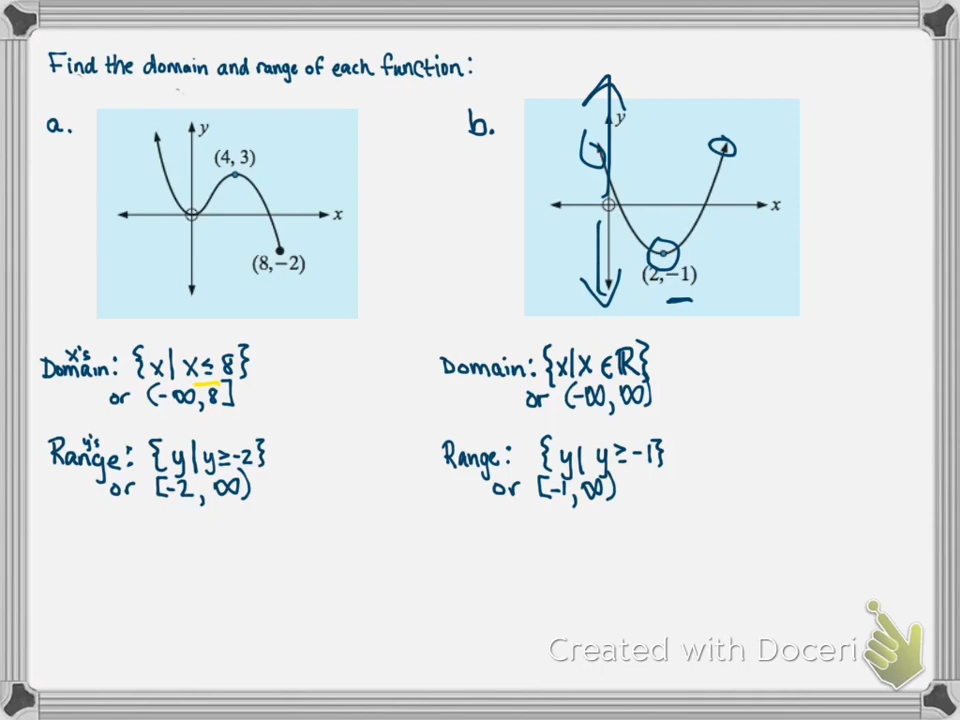 Find the domain and range of each function:
a.
y
(4, 3)
x
(8, −2)
b.
y
x
(2, −1)
x's
Domain: {x| x ≤ 8}
or (-∞, 8]
y's
Range: {y | y ≥ -2}
or [-2, ∞)
Domain: {x|x ∈ ℝ}
or (-∞, ∞)
Range: {y| y ≥ -1}
or [-1, ∞)
Created with Doceri